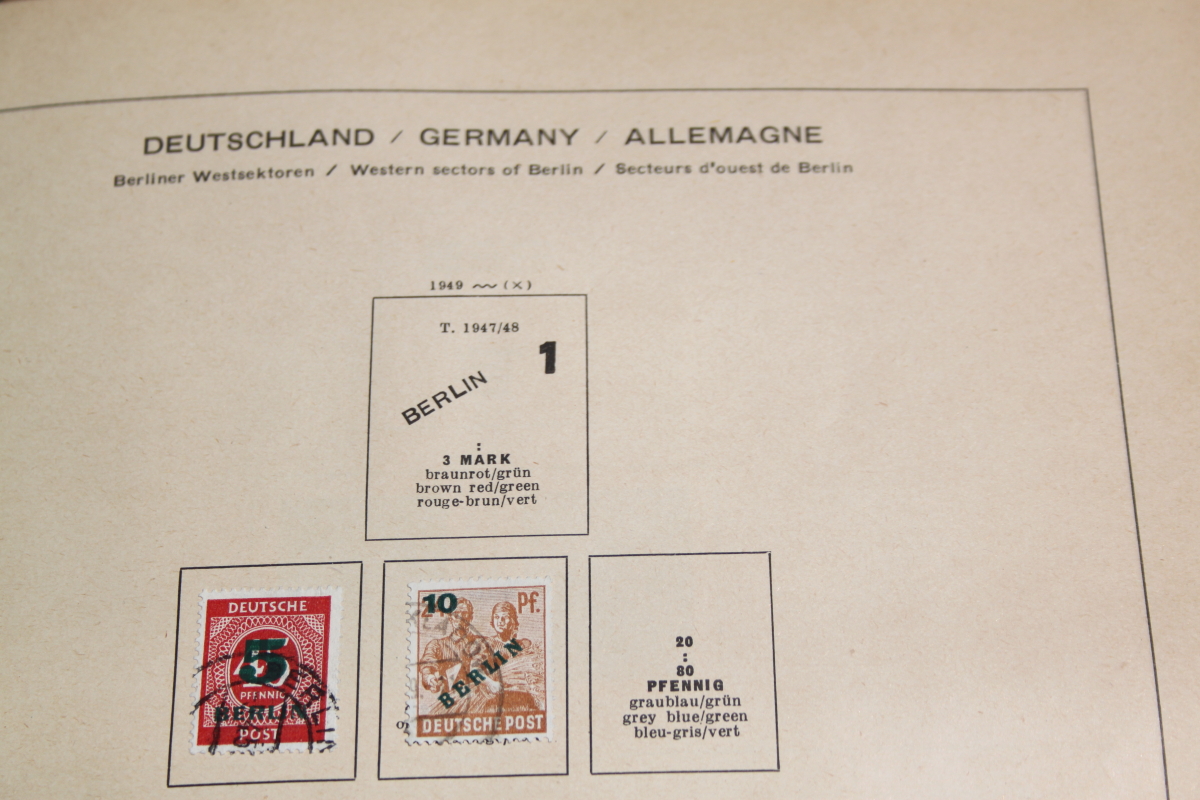 DEUTSCHLAND / GERMANY / ALLEMAGNE
Berliner Westsektoren / Western sectors of Berlin / Secteurs d'ouest de Berlin
1949 ~~ (×)
T. 1947/48
1
BERLIN
:
3 MARK
braunrot/grün
brown red/green
rouge-brun/vert
DEUTSCHE
5
PFENNIG
BERLIN
POST
10
Pf.
BERLIN
DEUTSCHE POST
20
:
80
PFENNIG
graublau/grün
grey blue/green
bleu-gris/vert